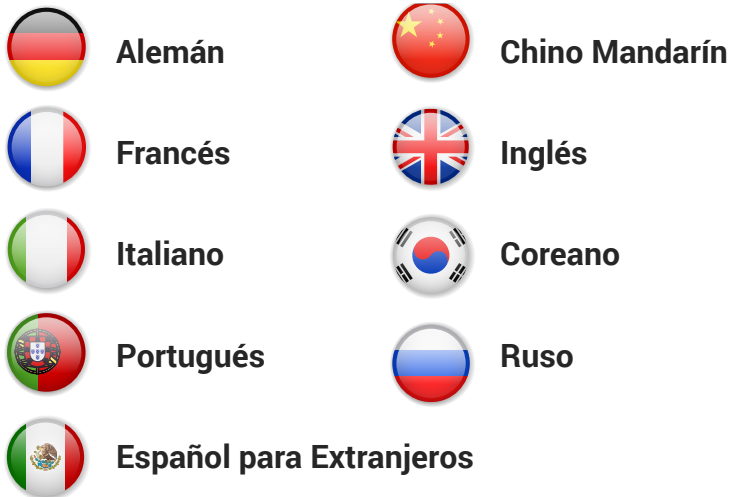 Alemán
Chino Mandarín
Francés
Inglés
Italiano
Coreano
Portugués
Ruso
Español para Extranjeros